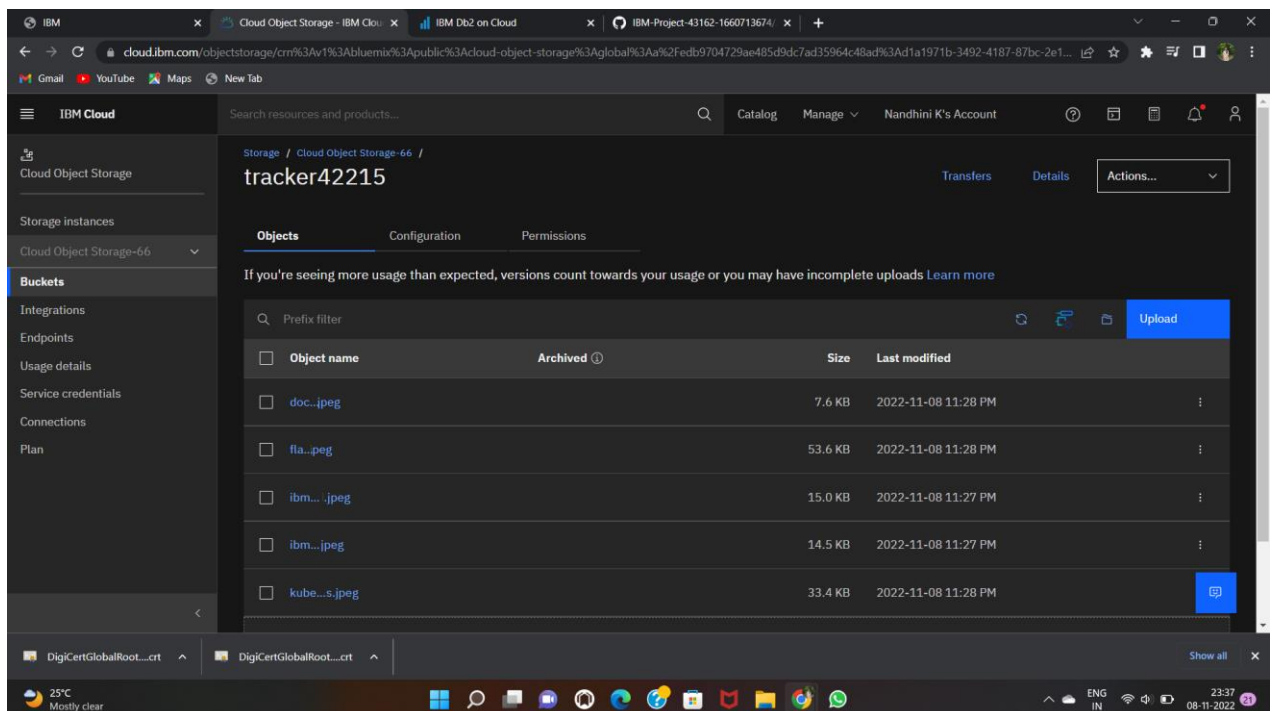 IBM
Cloud Object Storage - IBM Clou
IBM Db2 on Cloud
IBM-Project-43162-1660713674/
cloud.ibm.com/objectstorage/crn%3Av1%3Abluemix%3Apublic%3Acloud-object-storage%3Aglobal%3Aa%2Fedb9704729ae485d9dc7ad35964c48ad%3Ad1a1971b-3492-4187-87bc-2e1...
Gmail YouTube Maps New Tab
IBM Cloud
Search resources and products...
Catalog
Manage
Nandhini K's Account
Cloud Object Storage
Storage instances
Cloud Object Storage-66
Buckets
Integrations
Endpoints
Usage details
Service credentials
Connections
Plan
Storage / Cloud Object Storage-66 /
tracker42215
Transfers
Details
Actions...
Objects Configuration Permissions
If you're seeing more usage than expected, versions count towards your usage or you may have incomplete uploads Learn more
Prefix filter
Upload
Object name Archived Size Last modified
doc...jpeg 7.6 KB 2022-11-08 11:28 PM
fla...jpeg 53.6 KB 2022-11-08 11:28 PM
ibm... .jpeg 15.0 KB 2022-11-08 11:27 PM
ibm...jpeg 14.5 KB 2022-11-08 11:27 PM
kube...s.jpeg 33.4 KB 2022-11-08 11:28 PM
DigiCertGlobalRoot....crt
DigiCertGlobalRoot....crt
Show all
25°C
Mostly clear
ENG
IN
23:37
08-11-2022
21